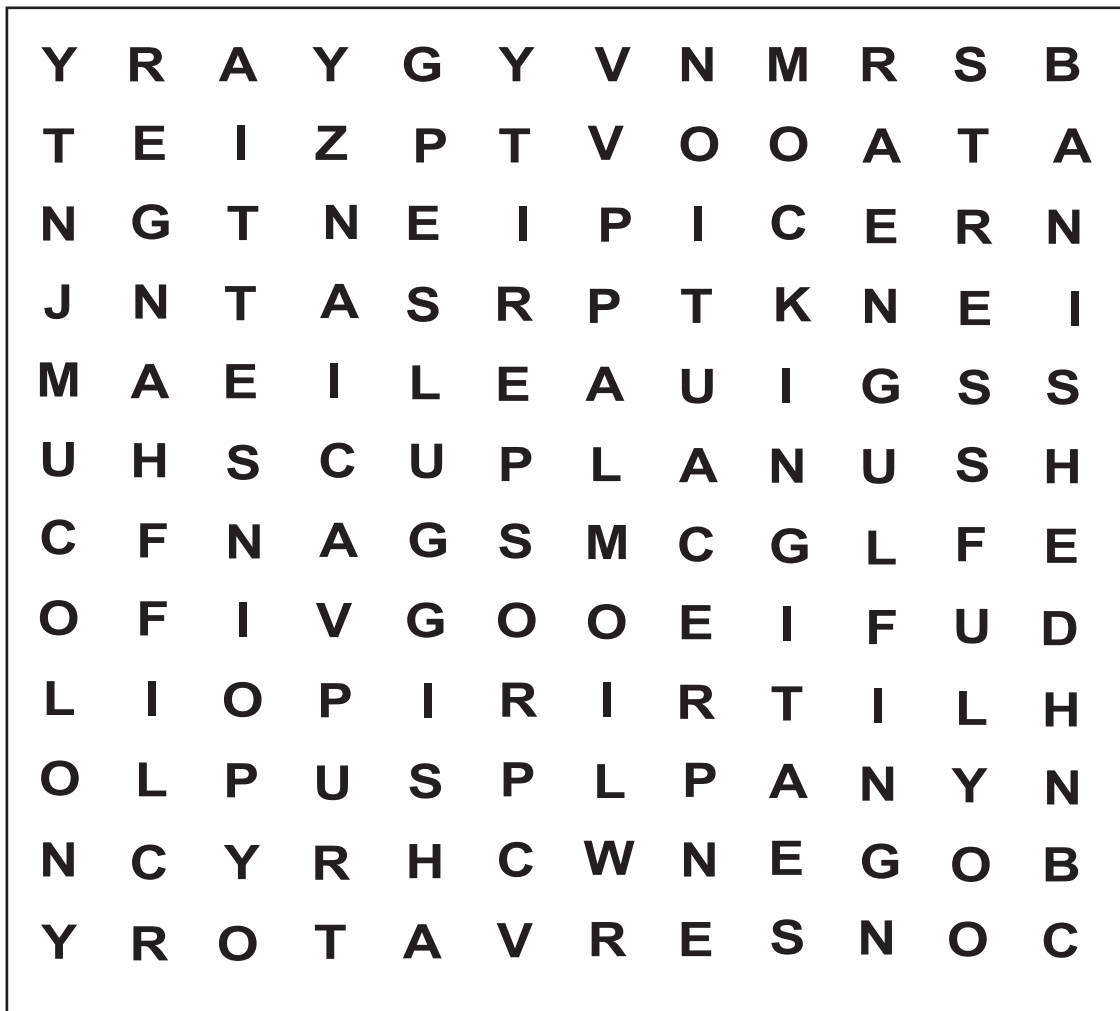 Y R A Y G Y V N M R S B
T E I Z P T V O O A T A
N G T N E I P I C E R N
J N T A S R P T K N E I
M A E I L E A U I G S S
U H S C U P L A N U S H
C F N A G S M C G L F E
O F I V G O O E I F U D
L I O P I R I R T I L H
O L P U S P L P A N Y N
N C Y R H C W N E G O B
Y R O T A V R E S N O C